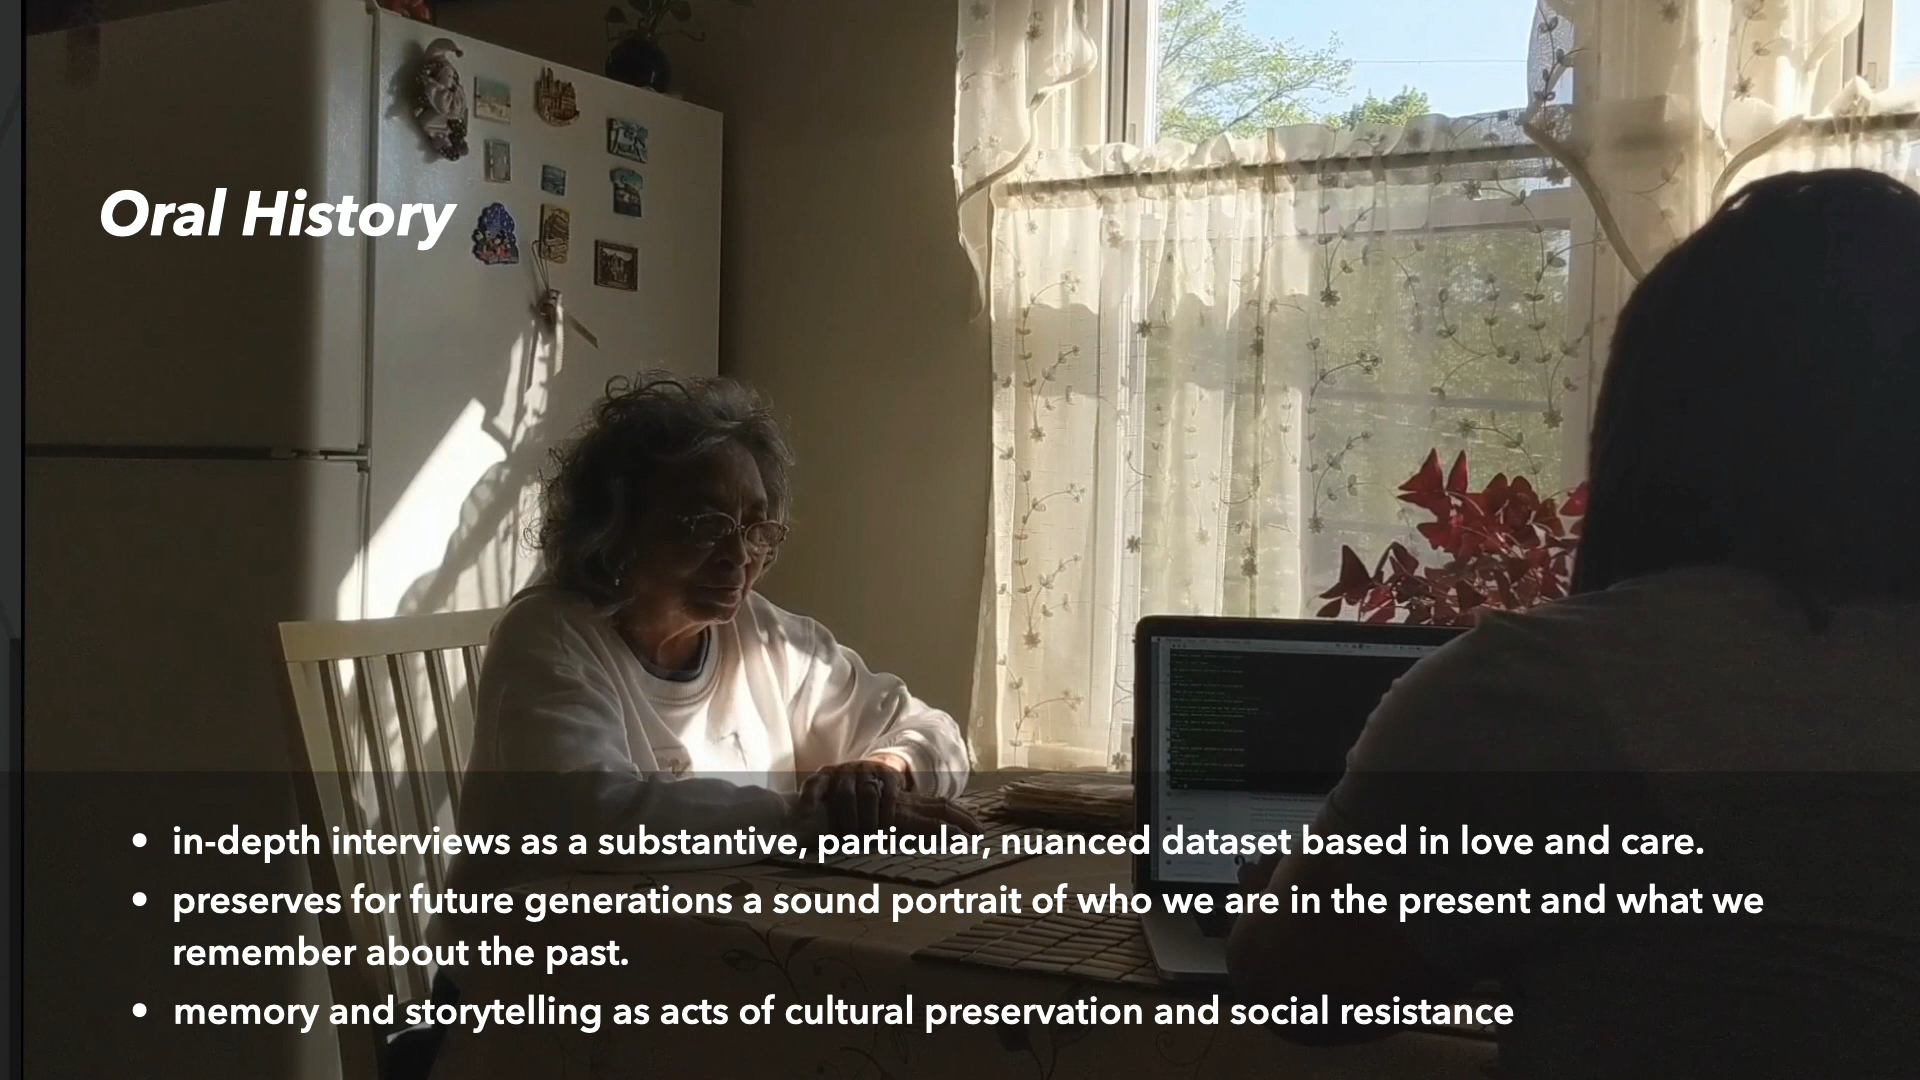 Oral History
• in-depth interviews as a substantive, particular, nuanced dataset based in love and care.
• preserves for future generations a sound portrait of who we are in the present and what we
remember about the past.
• memory and storytelling as acts of cultural preservation and social resistance